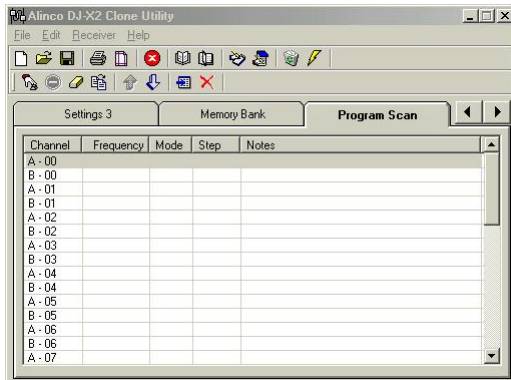 Alinco DJ-X2 Clone Utility
File Edit Receiver Help
Settings 3 Memory Bank Program Scan
Channel Frequency Mode Step Notes
A - 00
B - 00
A - 01
B - 01
A - 02
B - 02
A - 03
B - 03
A - 04
B - 04
A - 05
B - 05
A - 06
B - 06
A - 07